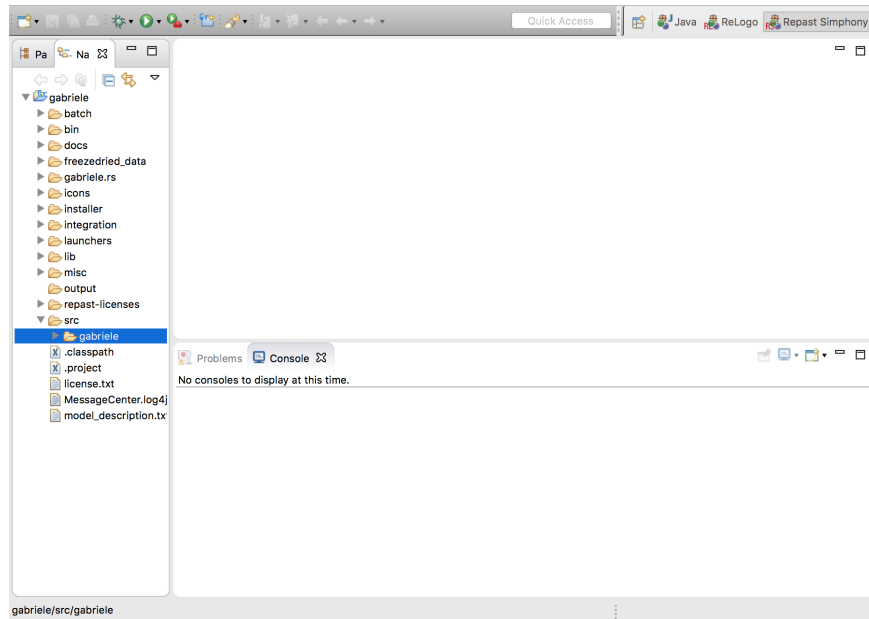 Quick Access
Java
ReLogo
Repast Simphony
Pa
Na
gabriele
batch
bin
docs
freezedried_data
gabriele.rs
icons
installer
integration
launchers
lib
misc
output
repast-licenses
src
gabriele
.classpath
.project
license.txt
MessageCenter.log4j
model_description.tx
Problems
Console
No consoles to display at this time.
gabriele/src/gabriele